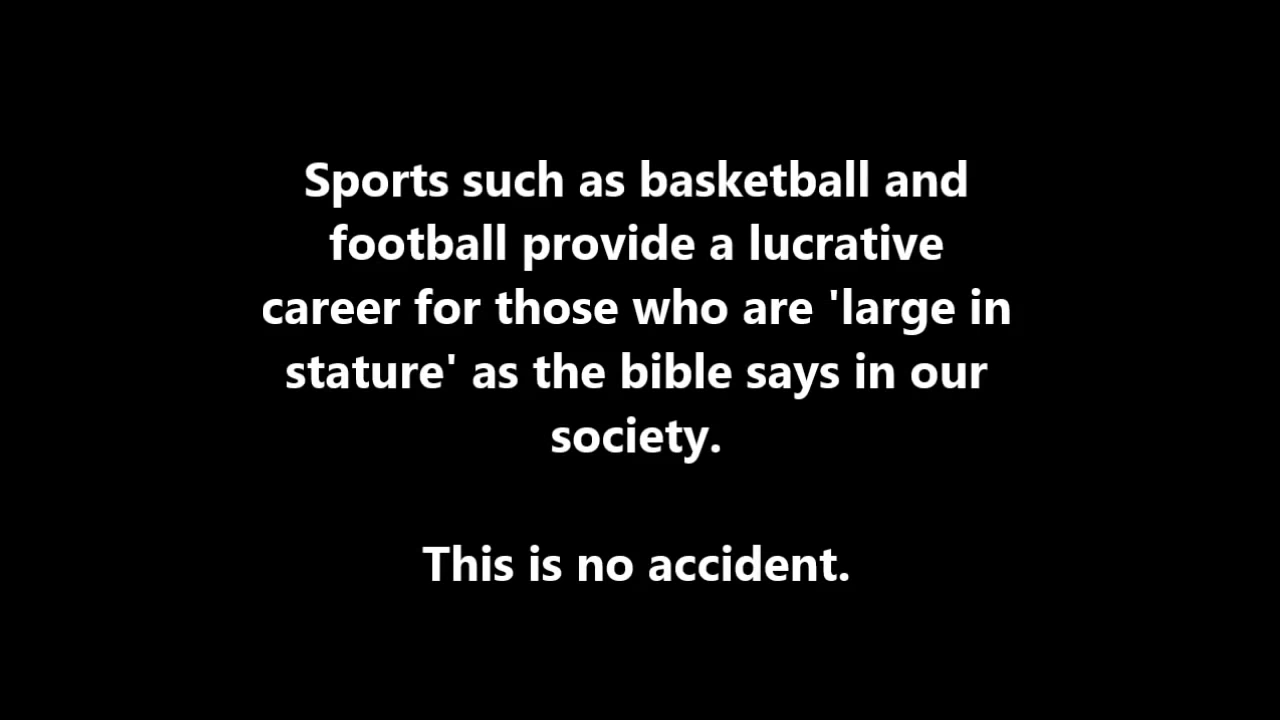 Sports such as basketball and
football provide a lucrative
career for those who are 'large in
stature' as the bible says in our
society.
This is no accident.